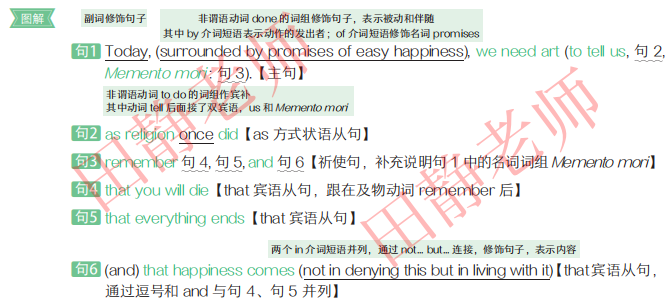 图解
副词修饰句子
非谓语动词 done 的词组修饰句子，表示被动和伴随
其中 by 介词短语表示动作的发出者；of 介词短语修饰名词 promises
句1 Today, (surrounded by promises of easy happiness), we need art (to tell us, 句 2,
Memento mori: 句 3).【主句】
非谓语动词 to do 的词组作宾补
其中动词 tell 后面接了双宾语，us 和 Memento mori
句2 as religion once did【as 方式状语从句】
句3 remember 句 4, 句 5, and 句 6【祈使句，补充说明句 1 中的名词词组 Memento mori】
句4 that you will die【that 宾语从句，跟在及物动词 remember 后】
句5 that everything ends【that 宾语从句】
两个 in 介词短语并列，通过 not... but... 连接，修饰句子，表示内容
句6 (and) that happiness comes (not in denying this but in living with it)【that 宾语从句，
通过逗号和 and 与句 4、句 5 并列】
田静老师
田静老师